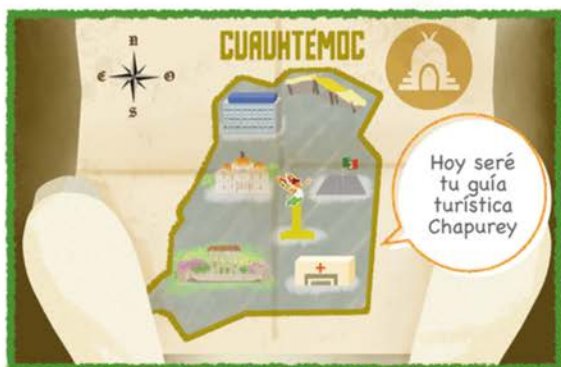 CUAUHTEMOC
N
E O
S
Hoy seré
tu guía
turística
Chapurey